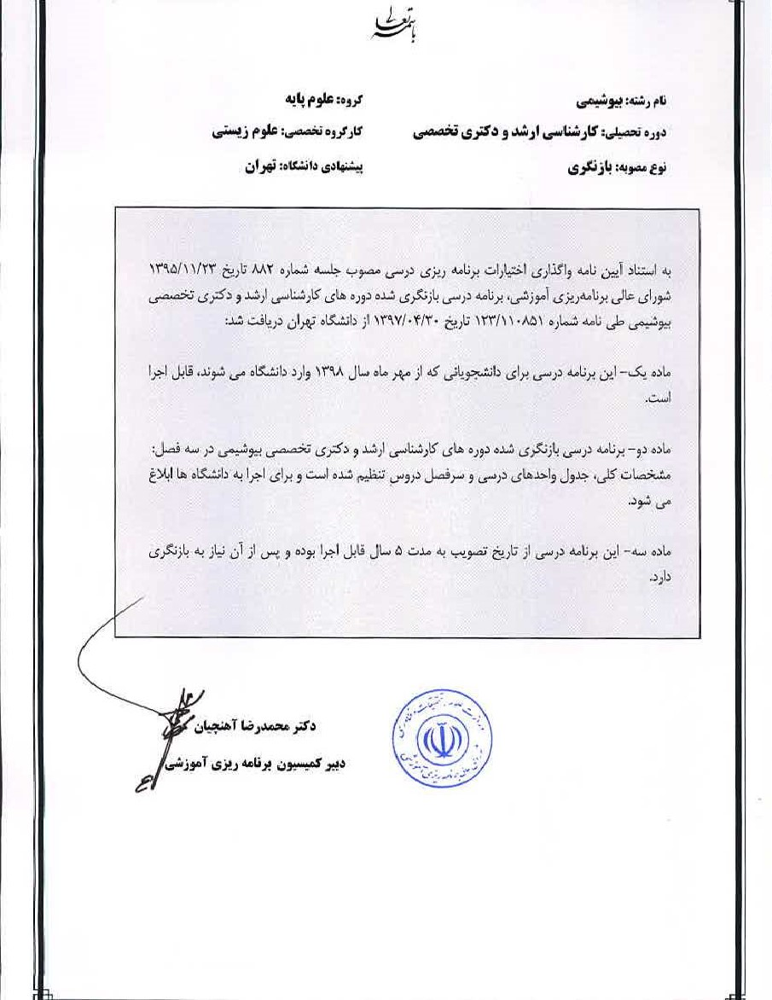 باسمه تعالی
نام رشته: بیوشیمی
گروه: علوم پایه
دوره تحصیلی: کارشناسی ارشد و دکتری تخصصی
کارگروه تخصصی: علوم زیستی
نوع مصوبه: بازنگری
پیشنهادی دانشگاه: تهران
به استناد آیین نامه واگذاری اختیارات برنامه ریزی درسی مصوب جلسه شماره ۸۸۲ تاریخ ۱۳۹۵/۱۱/۲۳
شورای عالی برنامه‌ریزی آموزشی، برنامه درسی بازنگری شده دوره های کارشناسی ارشد و دکتری تخصصی
بیوشیمی طی نامه شماره ۱۲۳/۱۱۰۸۵۱ تاریخ ۱۳۹۷/۰۴/۳۰ از دانشگاه تهران دریافت شد:
ماده یک- این برنامه درسی برای دانشجویانی که از مهر ماه سال ۱۳۹۸ وارد دانشگاه می شوند، قابل اجرا
است.
ماده دو- برنامه درسی بازنگری شده دوره های کارشناسی ارشد و دکتری تخصصی بیوشیمی در سه فصل:
مشخصات کلی، جدول واحدهای درسی و سرفصل دروس تنظیم شده است و برای اجرا به دانشگاه ها ابلاغ
می شود.
ماده سه- این برنامه درسی از تاریخ تصویب به مدت ۵ سال قابل اجرا بوده و پس از آن نیاز به بازنگری
دارد.
دکتر محمدرضا آهنچیان
دبیر کمیسیون برنامه ریزی آموزشی